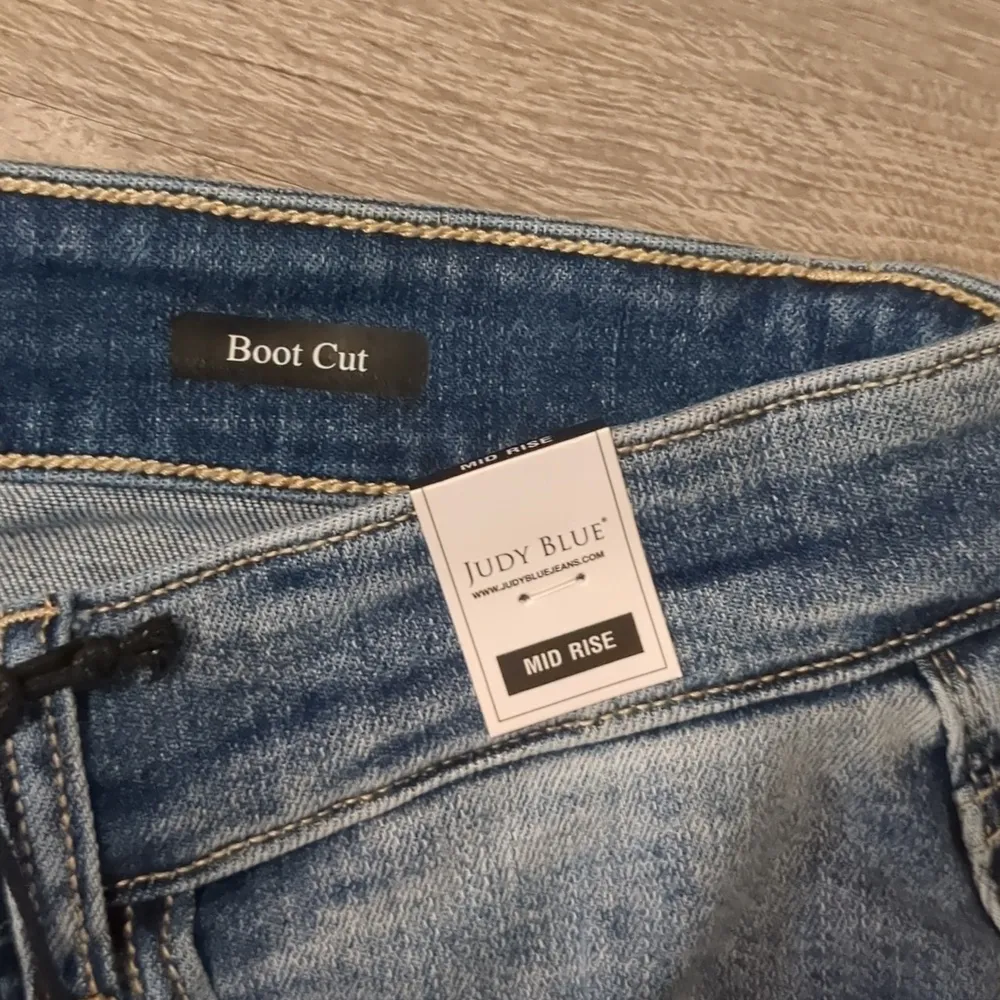 Boot Cut
MID RISE
JUDY BLUE®
WWW.JUDYBLUEJEANS.COM
MID RISE